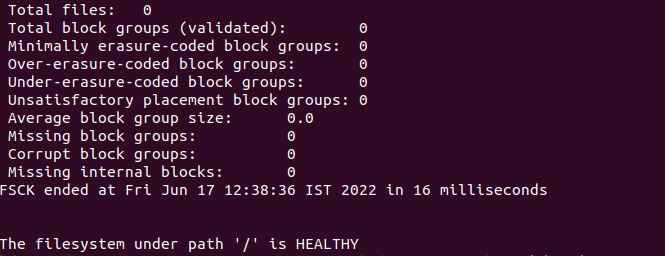 Total files:   0
Total block groups (validated):        0
Minimally erasure-coded block groups:  0
Over-erasure-coded block groups:       0
Under-erasure-coded block groups:      0
Unsatisfactory placement block groups: 0
Average block group size:      0.0
Missing block groups:          0
Corrupt block groups:          0
Missing internal blocks:       0
FSCK ended at Fri Jun 17 12:38:36 IST 2022 in 16 milliseconds
The filesystem under path '/' is HEALTHY